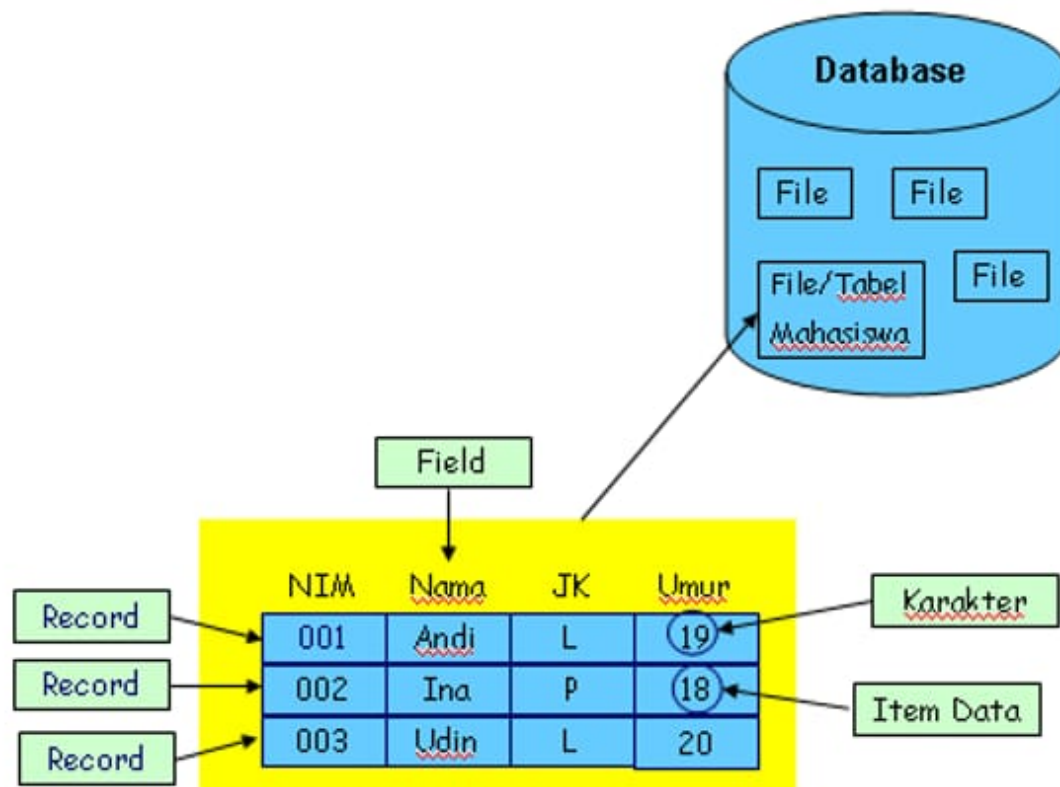 Database
File File
File/Tabel
Mahasiswa
File
Field
NIM Nama JK Umur
Record 001 Andi L 19 Karakter
Record 002 Ina P 18 Item Data
Record 003 Udin L 20